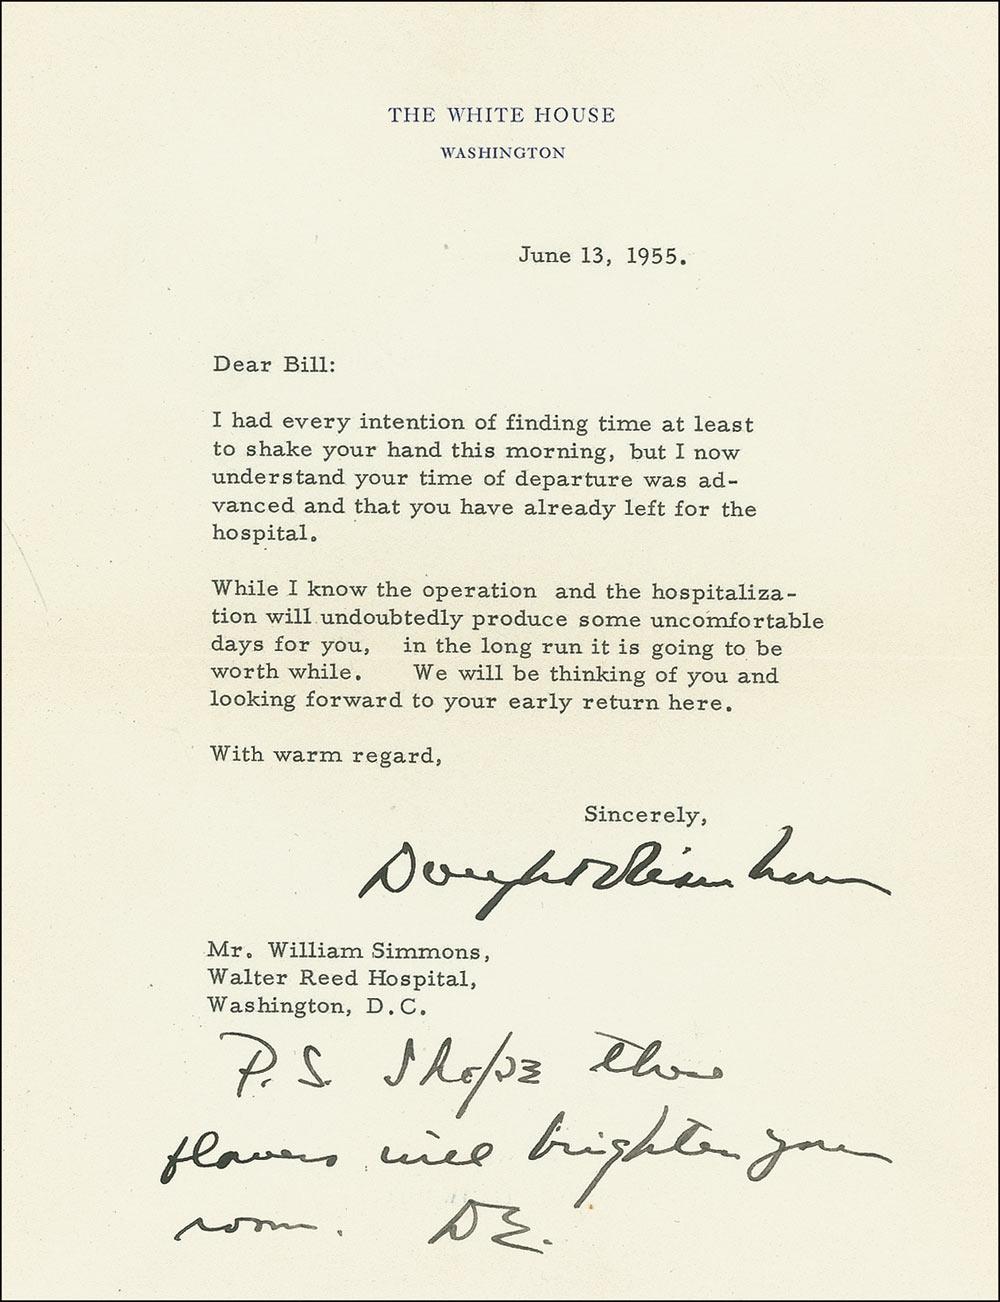 THE WHITE HOUSE
WASHINGTON
June 13, 1955.
Dear Bill:
I had every intention of finding time at least
to shake your hand this morning, but I now
understand your time of departure was ad-
vanced and that you have already left for the
hospital.
While I know the operation and the hospitaliza-
tion will undoubtedly produce some uncomfortable
days for you, in the long run it is going to be
worth while. We will be thinking of you and
looking forward to your early return here.
With warm regard,
Sincerely,
Dwight D Eisenhower
Mr. William Simmons,
Walter Reed Hospital,
Washington, D.C.
P.S. I hope these
flowers will brighten your
room. DE.